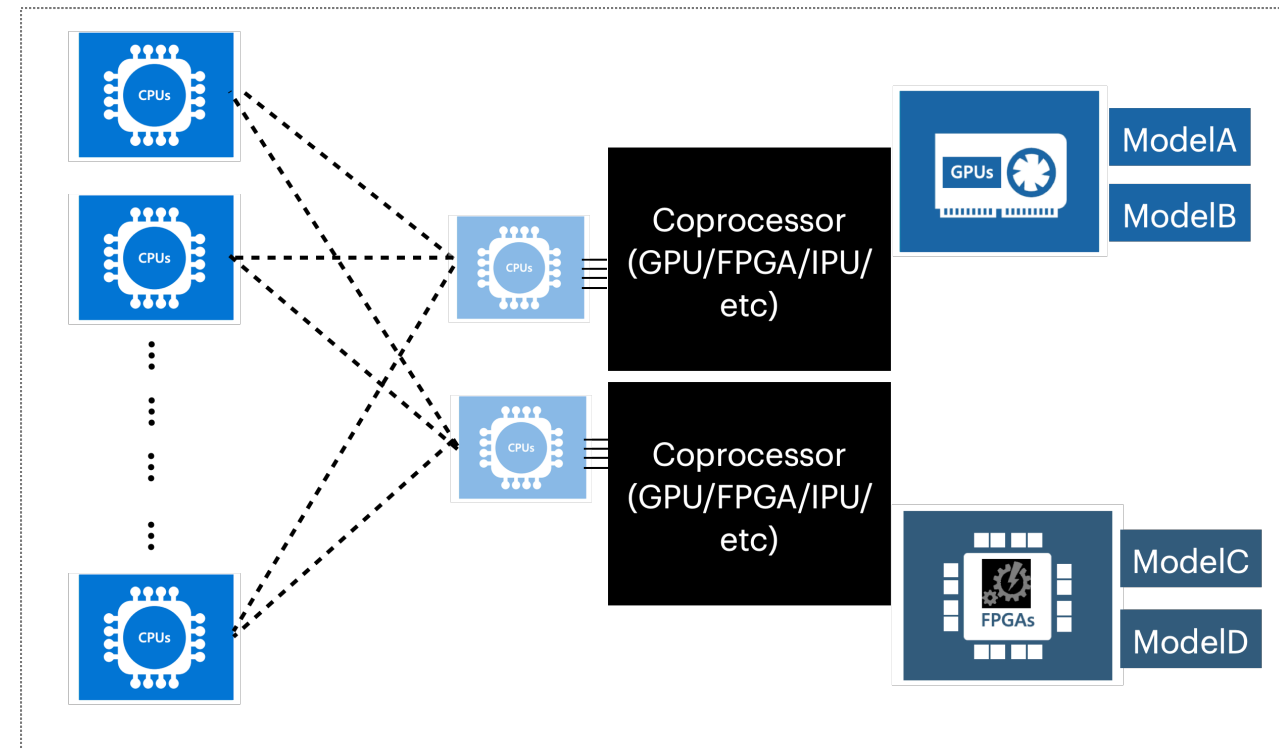 CPUs
CPUs
CPUs
CPUs
CPUs
Coprocessor
(GPU/FPGA/IPU/
etc)
Coprocessor
(GPU/FPGA/IPU/
etc)
GPUs
ModelA
ModelB
FPGAs
ModelC
ModelD